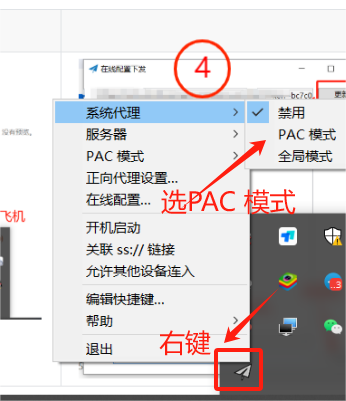 ④
在线配置下发
bc7c0.
更新
系统代理
禁用
没有预览。
服务器
PAC 模式
PAC 模式
全局模式
正向代理设置...
在线配置...
选PAC 模式
飞机
开机启动
关联 ss:// 链接
允许其他设备连入
编辑快捷键...
帮助
右键
退出